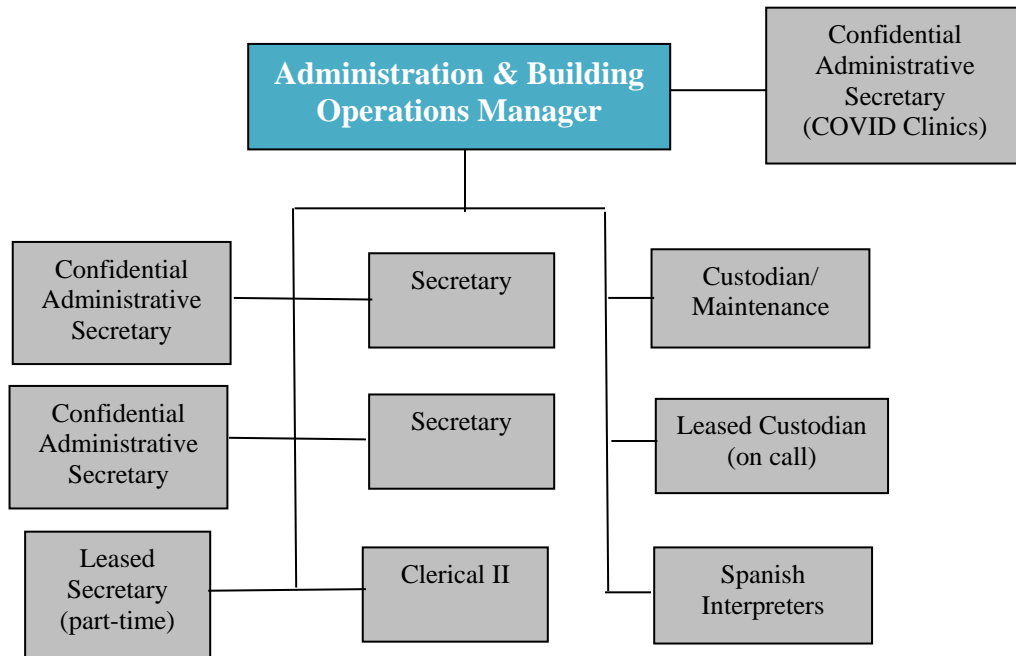 Administration & Building
Operations Manager
Confidential
Administrative
Secretary
(COVID Clinics)
Confidential
Administrative
Secretary
Secretary
Custodian/
Maintenance
Confidential
Administrative
Secretary
Secretary
Leased Custodian
(on call)
Leased
Secretary
(part-time)
Clerical II
Spanish
Interpreters